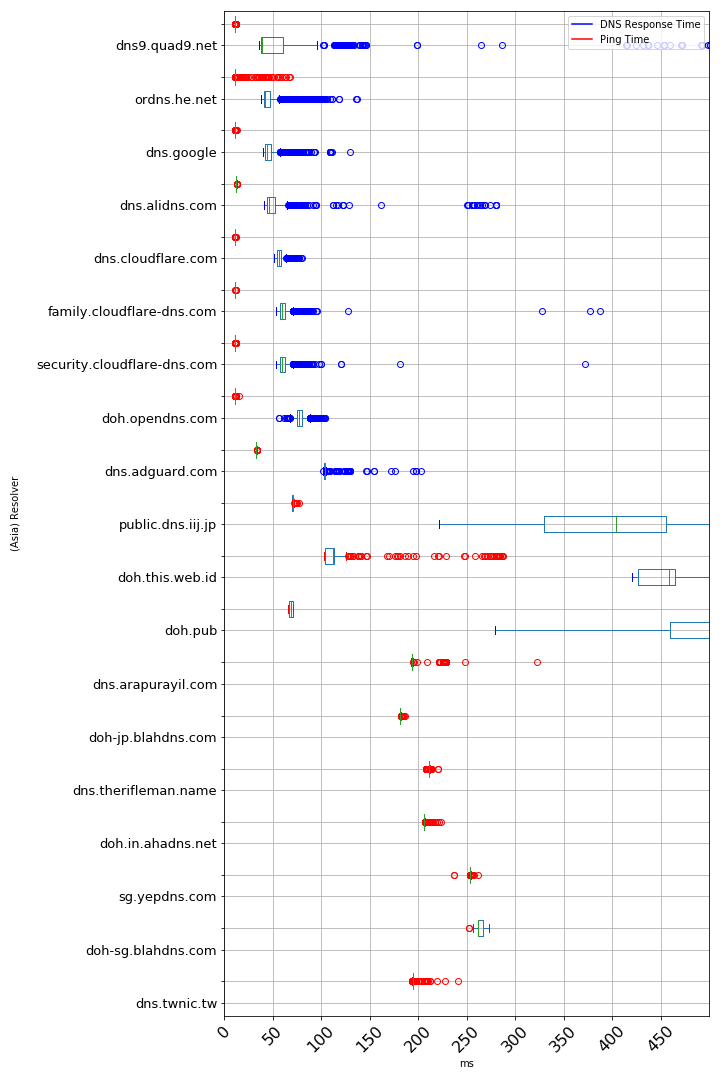 DNS Response Time
Ping Time
dns9.quad9.net
ordns.he.net
dns.google
dns.alidns.com
dns.cloudflare.com
family.cloudflare-dns.com
security.cloudflare-dns.com
doh.opendns.com
dns.adguard.com
public.dns.iij.jp
doh.this.web.id
doh.pub
dns.arapurayil.com
doh-jp.blahdns.com
dns.therifleman.name
doh.in.ahadns.net
sg.yepdns.com
doh-sg.blahdns.com
dns.twnic.tw
(Asia) Resolver
0 50 100 150 200 250 300 350 400 450
ms